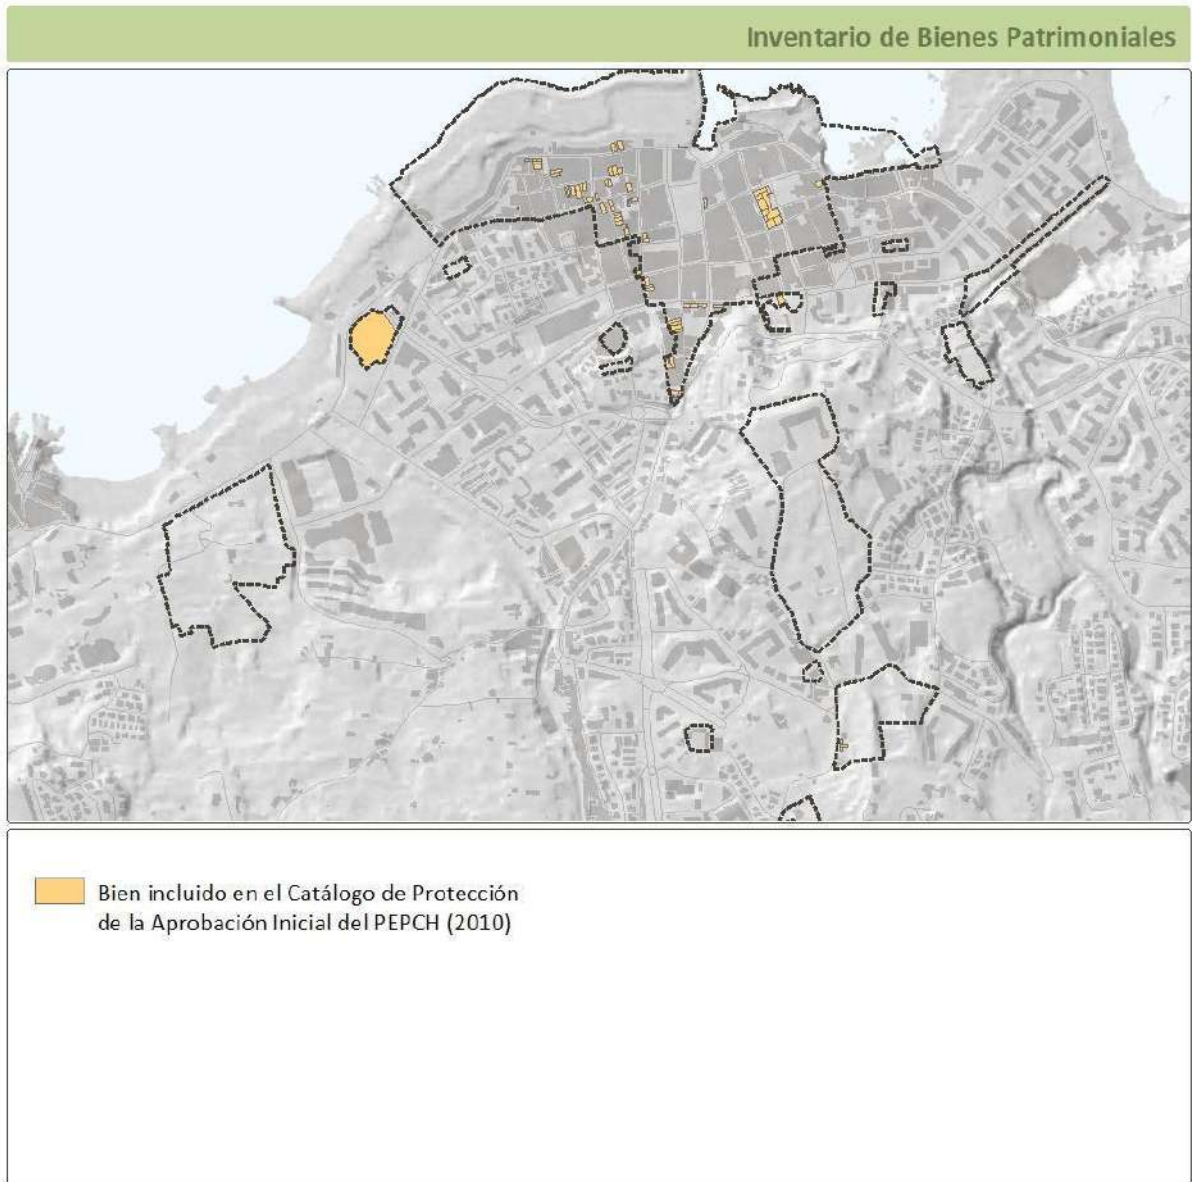 Inventario de Bienes Patrimoniales
Bien incluido en el Catálogo de Protección
de la Aprobación Inicial del PEPCH (2010)